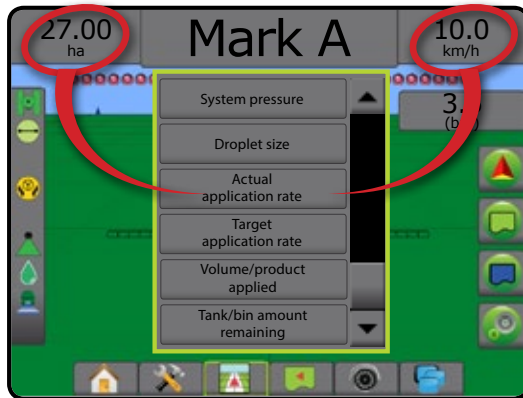 27.00
ha
Mark A
10.0
km/h
System pressure
Droplet size
Actual
application rate
Target
application rate
Volume/product
applied
Tank/bin amount
remaining
3.